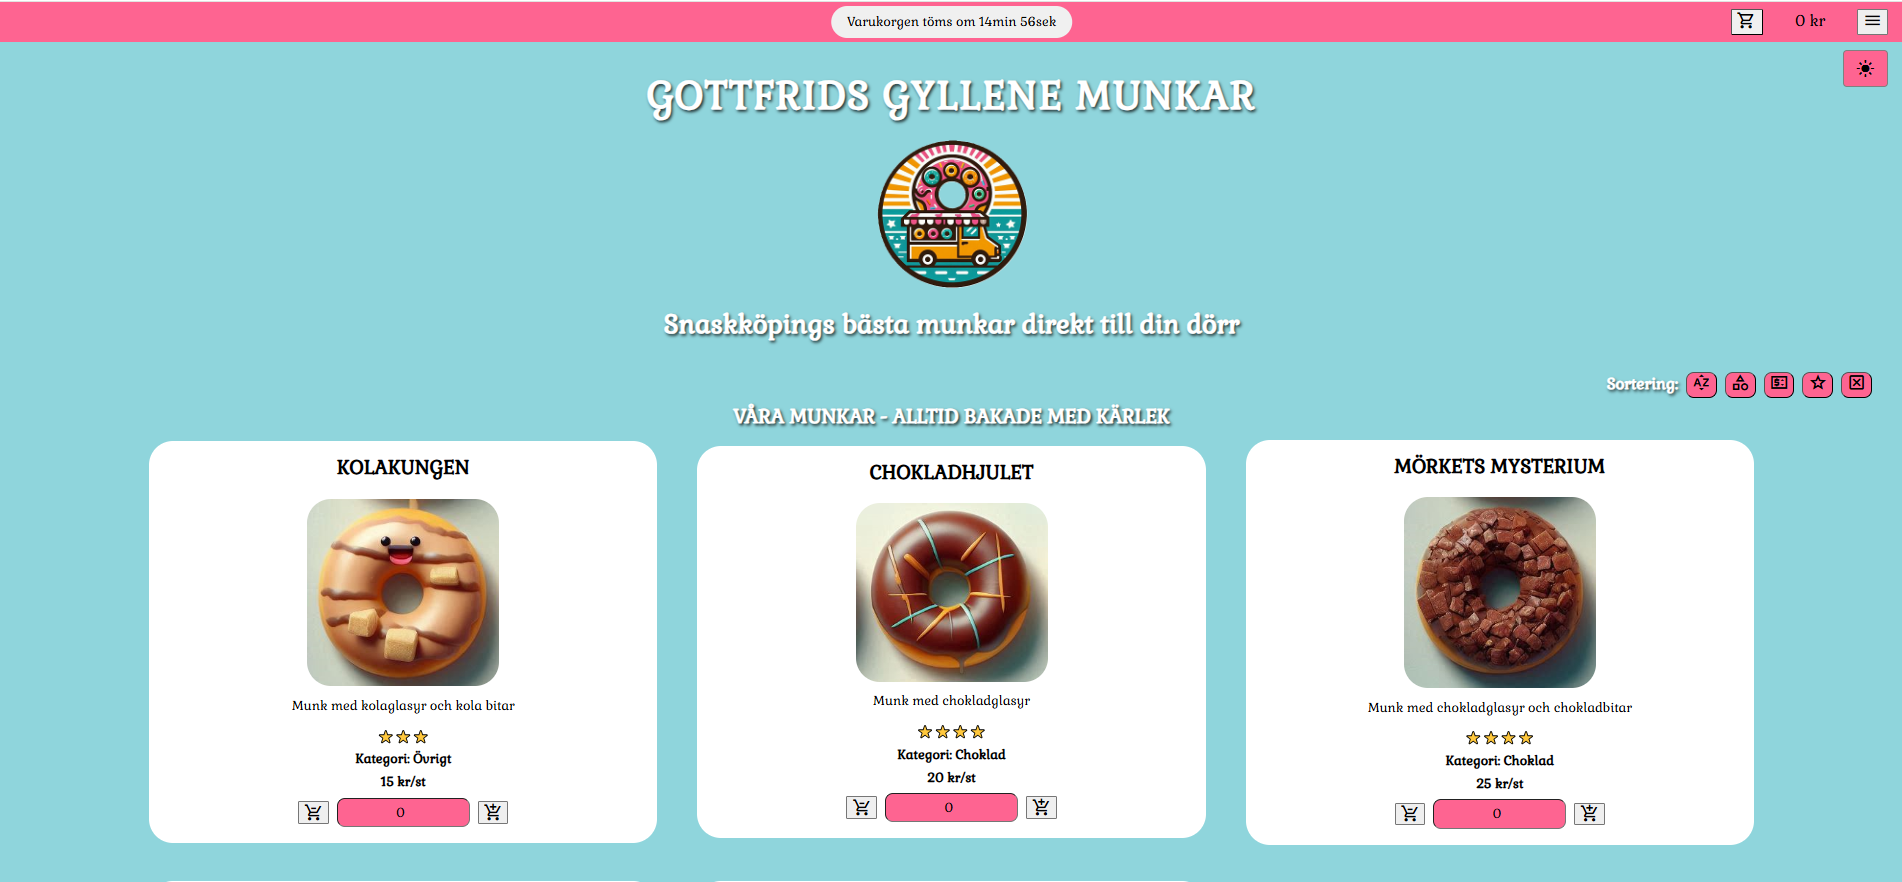 Varukorgen töms om 14min 56sek
0 kr
GOTTFRIDS GYLLENE MUNKAR
Snaskköpings bästa munkar direkt till din dörr
Sortering:
AZ
VÅRA MUNKAR - ALLTID BAKADE MED KÄRLEK
KOLAKUNGEN
Munk med kolaglasyr och kola bitar
Kategori: Övrigt
15 kr/st
0
CHOKLADHJULET
Munk med chokladglasyr
Kategori: Choklad
20 kr/st
0
MÖRKETS MYSTERIUM
Munk med chokladglasyr och chokladbitar
Kategori: Choklad
25 kr/st
0